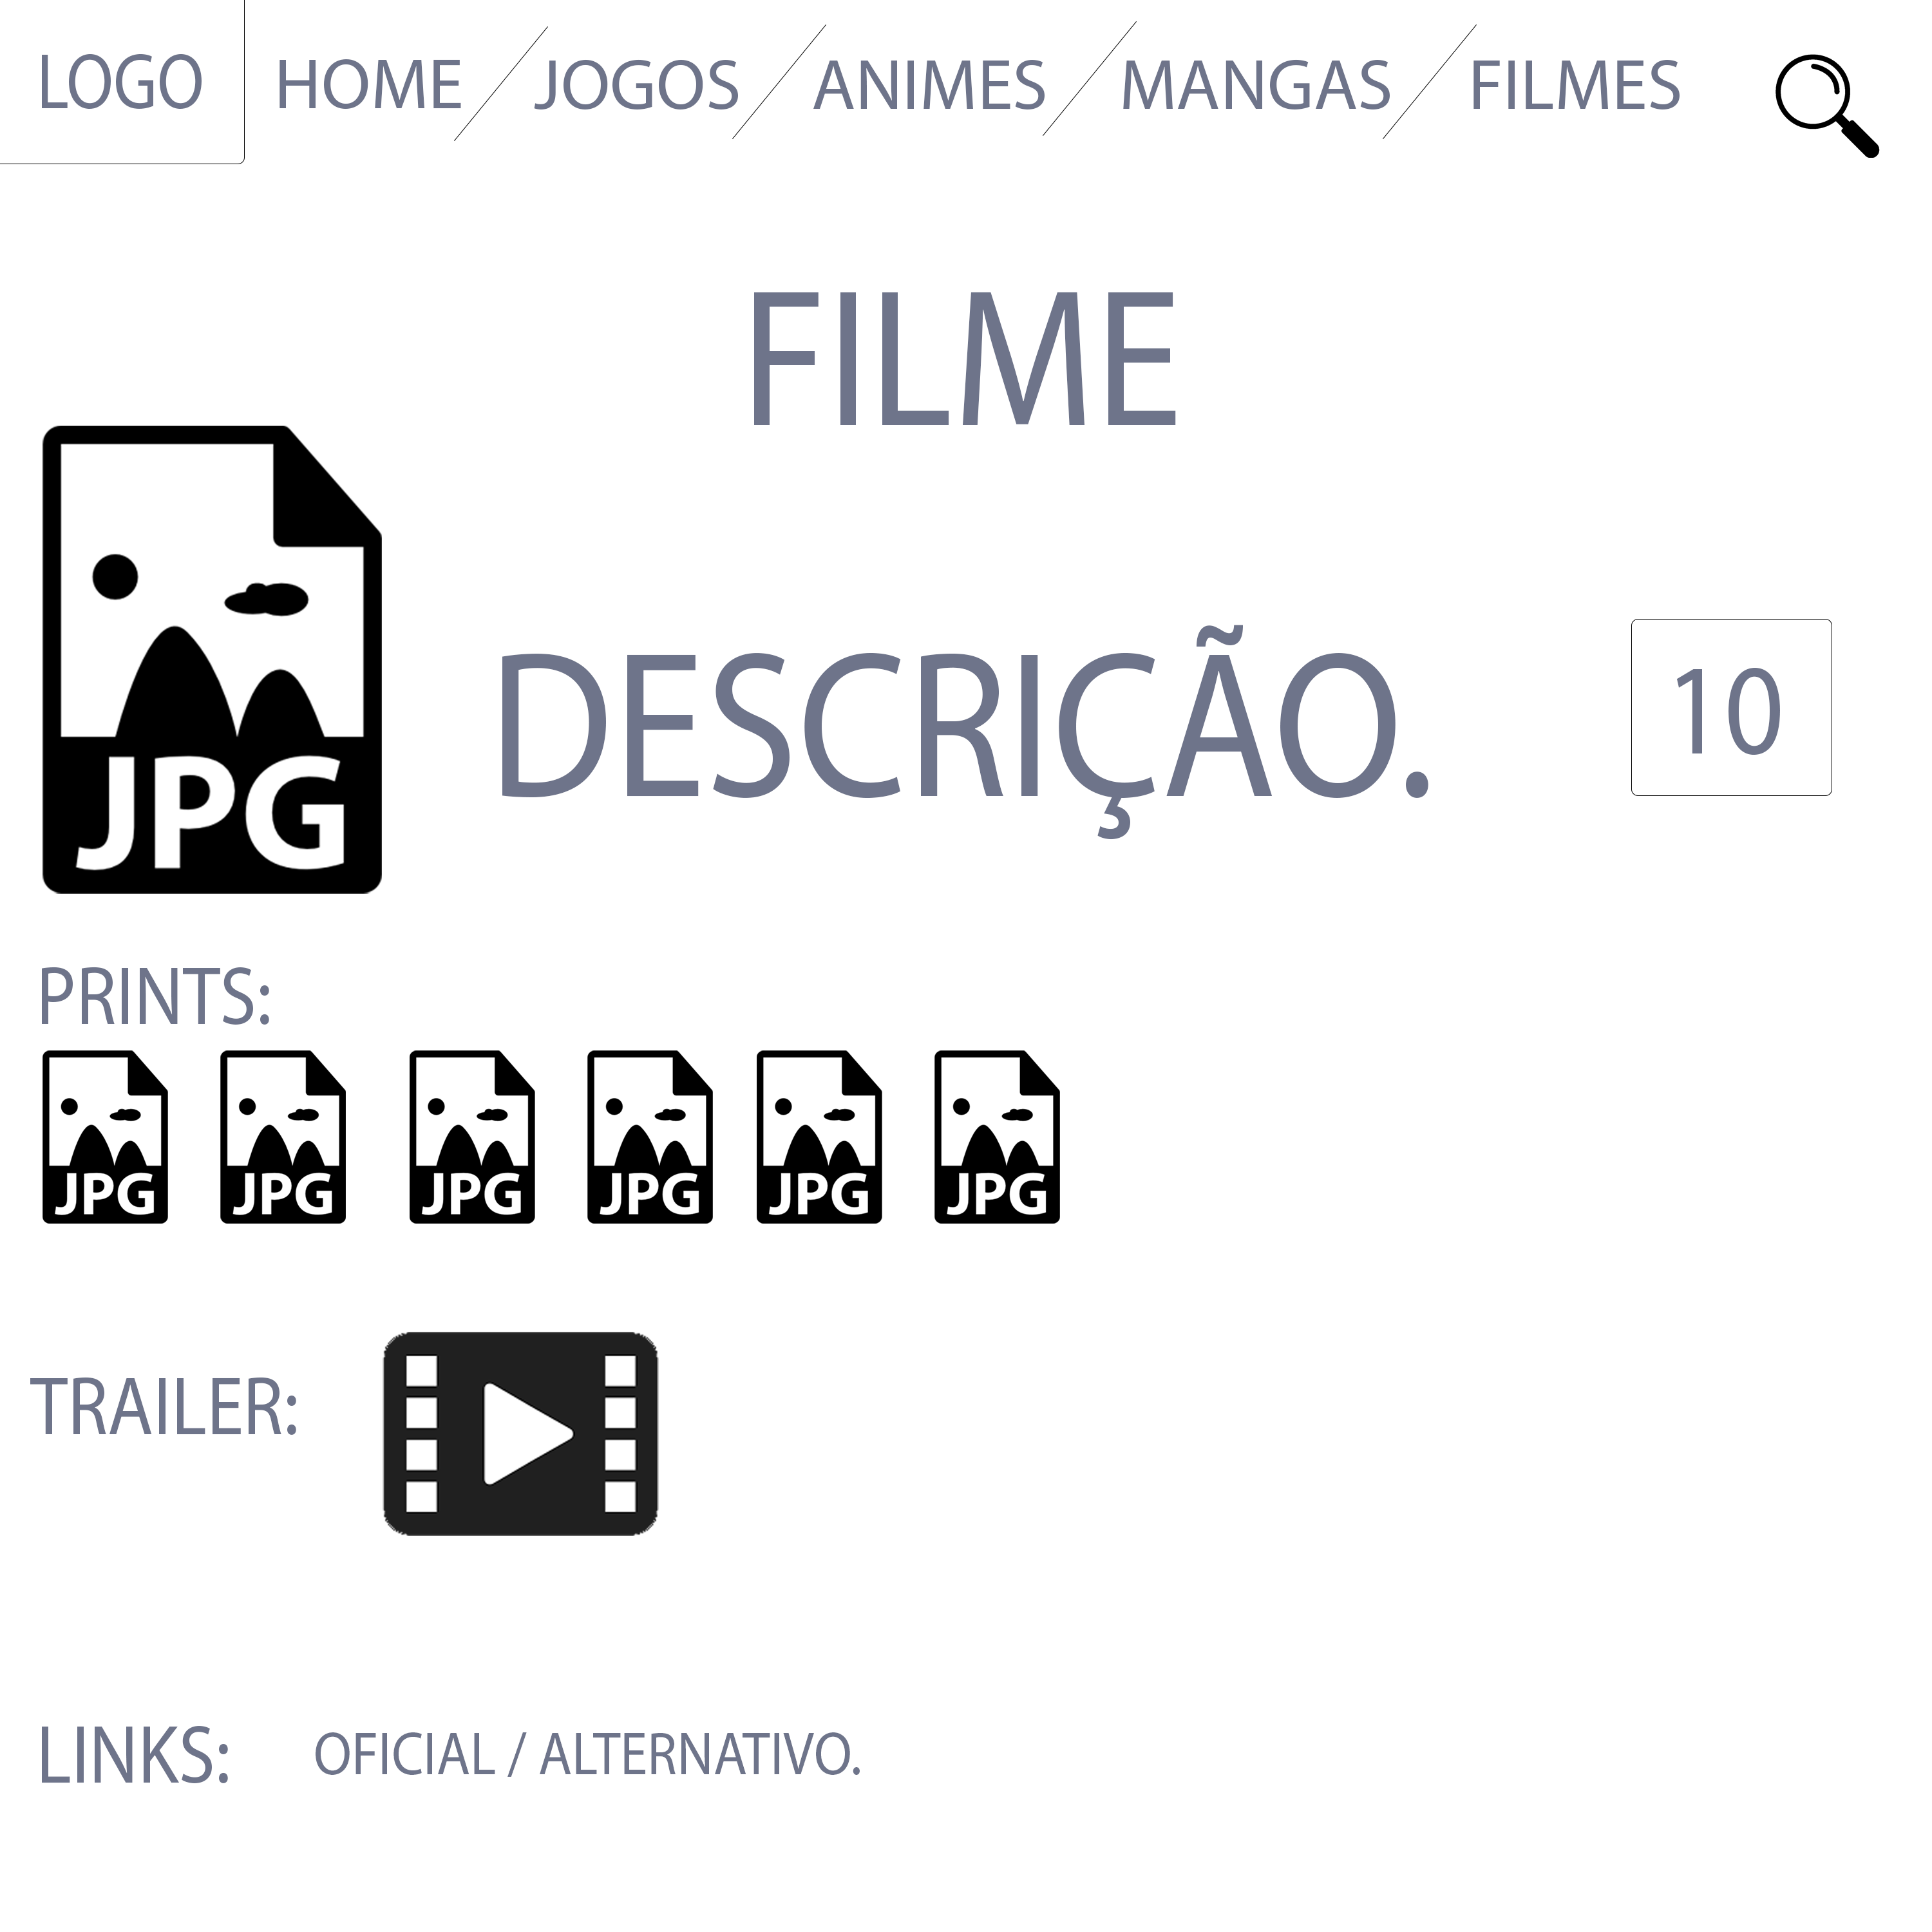 LOGO HOME / JOGOS / ANIMES / MANGAS / FILMES
FILME
JPG
DESCRIÇÃO.
10
PRINTS:
JPG JPG JPG JPG JPG JPG
TRAILER:
LINKS: OFICIAL / ALTERNATIVO.